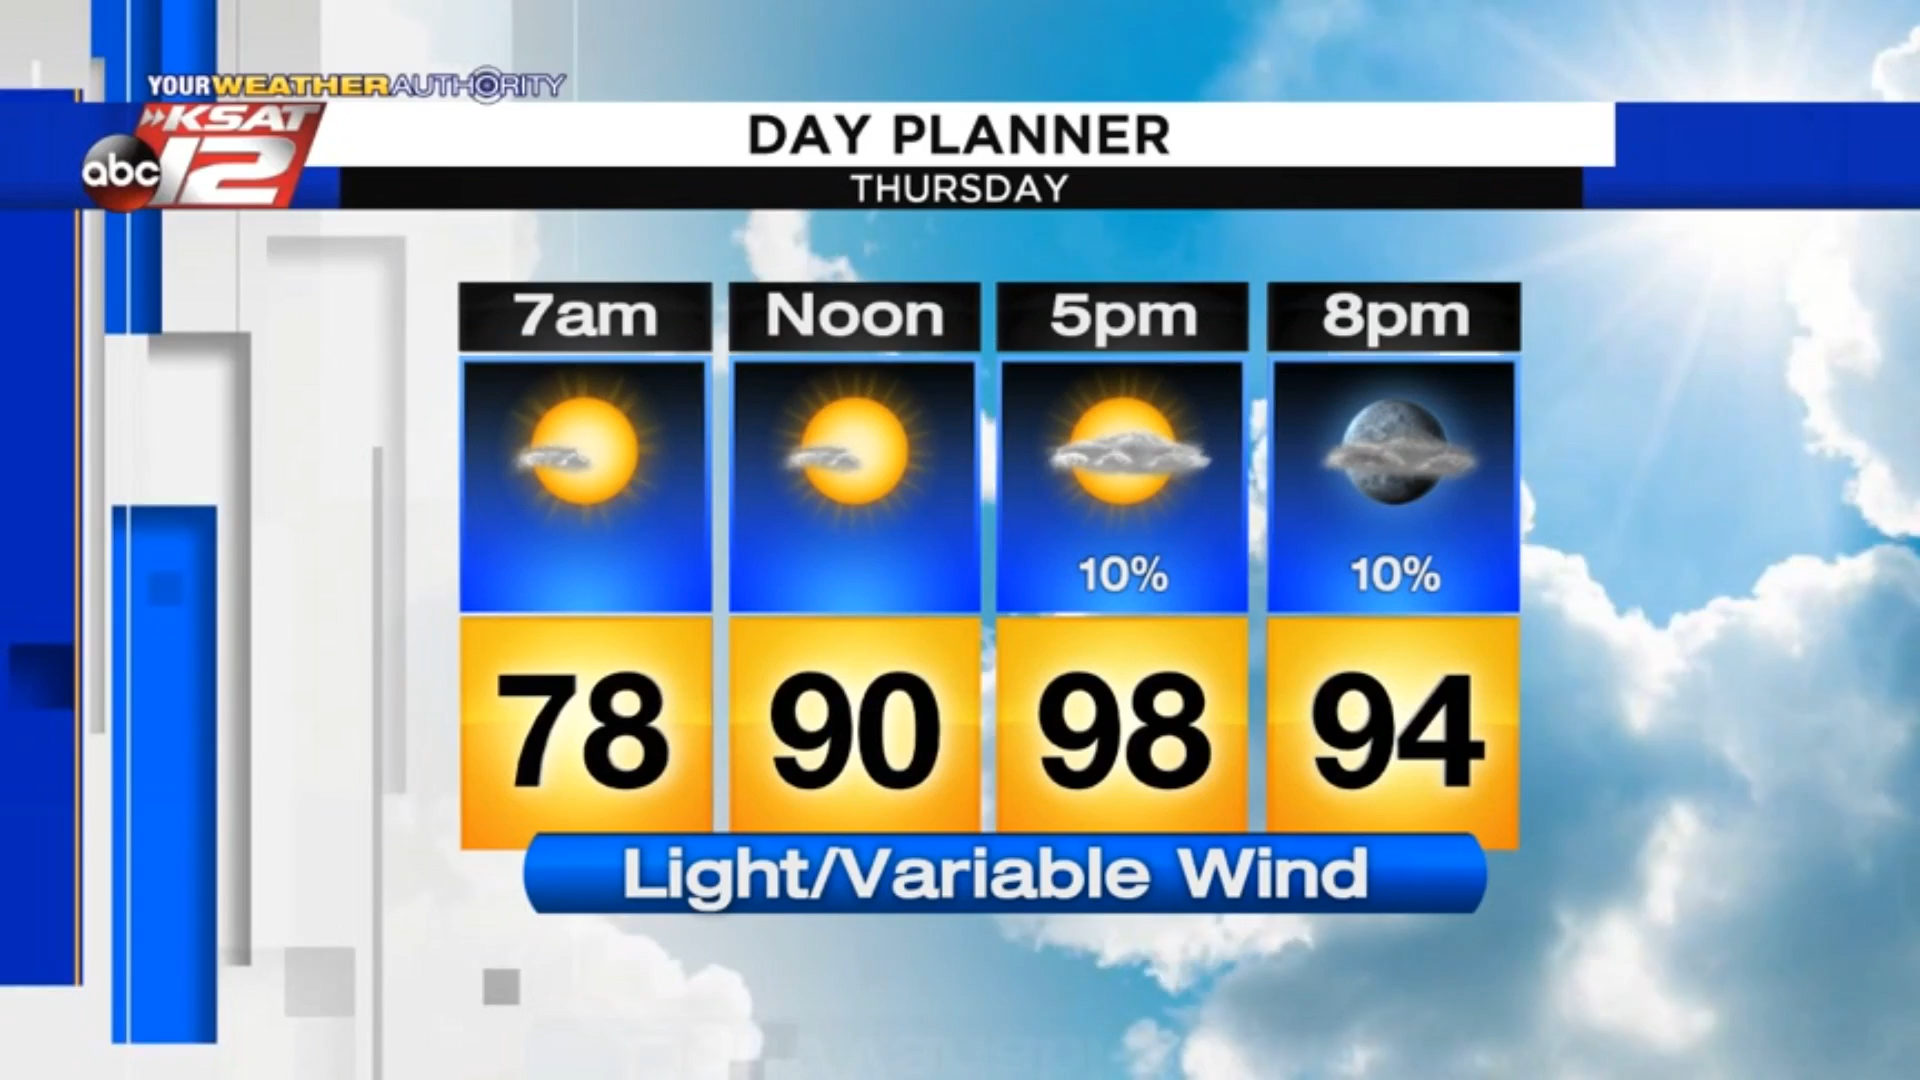 YOURWEATHERAUTHORITY
KSAT
abc 12
DAY PLANNER
THURSDAY
7am Noon 5pm 8pm
10% 10%
78 90 98 94
Light/Variable Wind